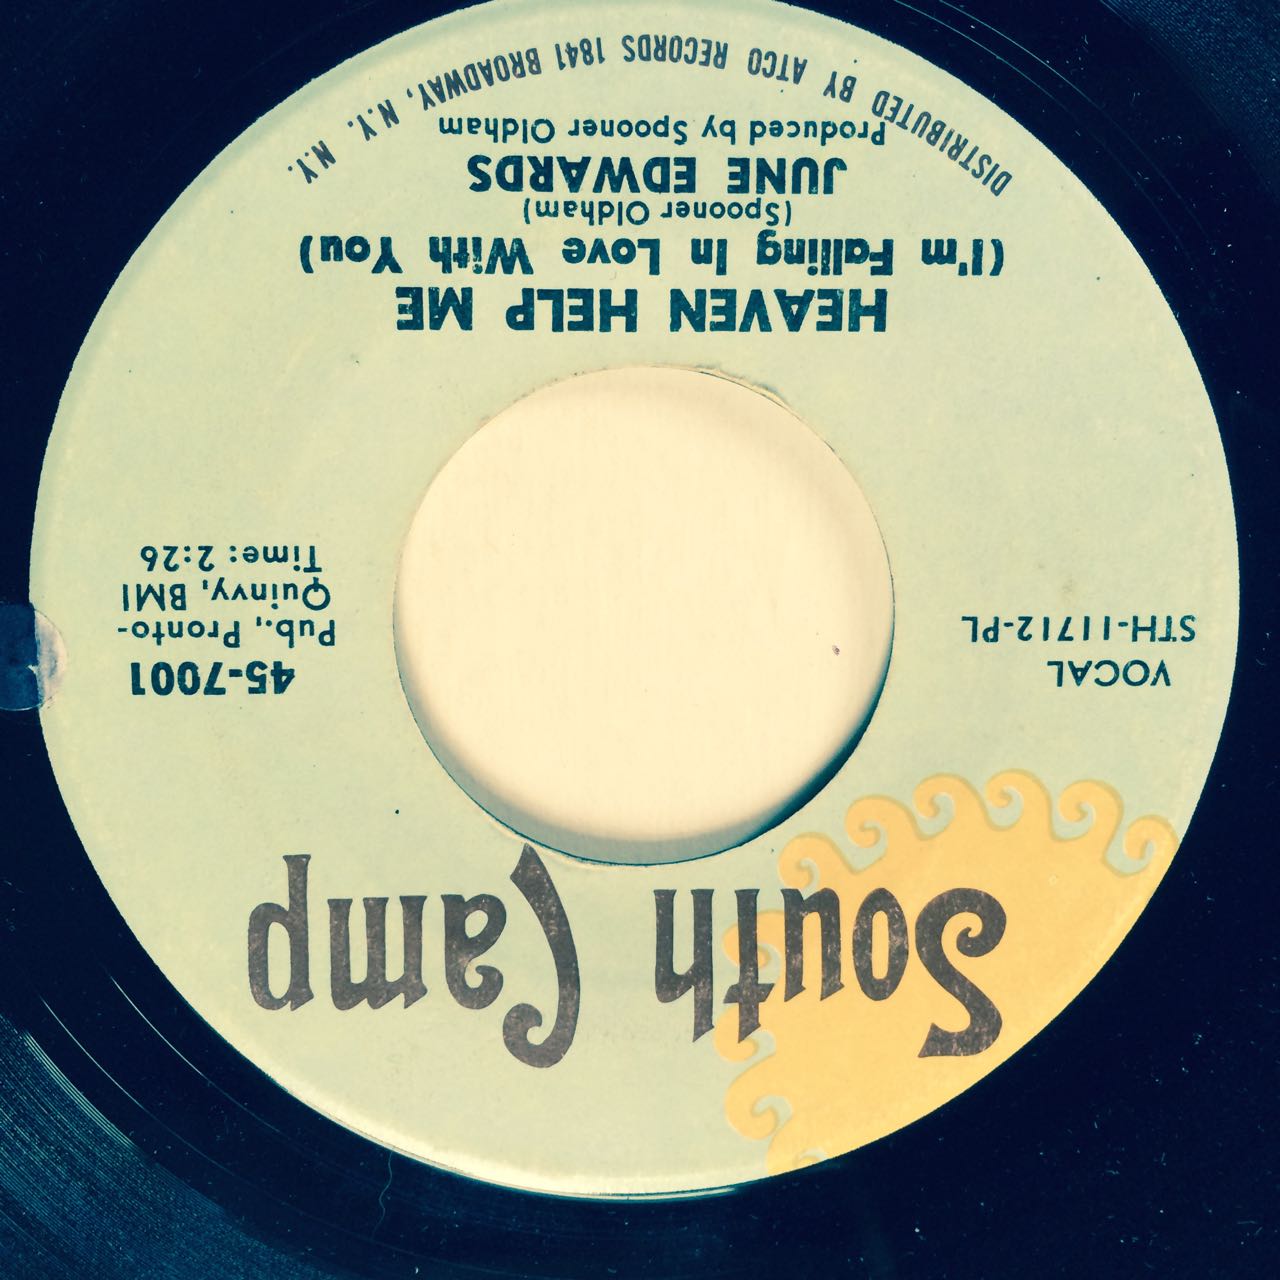 South Camp
VOCAL
STH-11712-PL
45-7001
Pub., Pronto-
Quinvy, BMI
Time: 2:26
HEAVEN HELP ME
(I'm Falling In Love With You)
(Spooner Oldham)
JUNE EDWARDS
Produced by Spooner Oldham
DISTRIBUTED BY ATCO RECORDS 1841 BROADWAY, N.Y. N.Y.